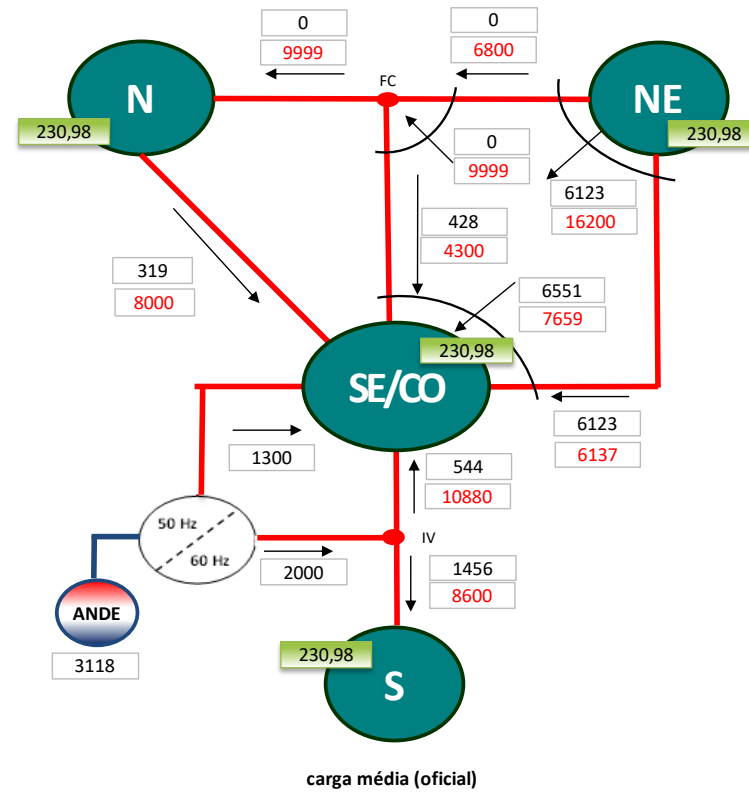 0
9999
0
6800
FC
N
NE
230,98
230,98
0
9999
6123
16200
428
4300
319
8000
6551
7659
230,98
SE/CO
6123
6137
1300
544
10880
50 Hz
60 Hz
IV
2000
1456
8600
ANDE
3118
230,98
S
carga média (oficial)